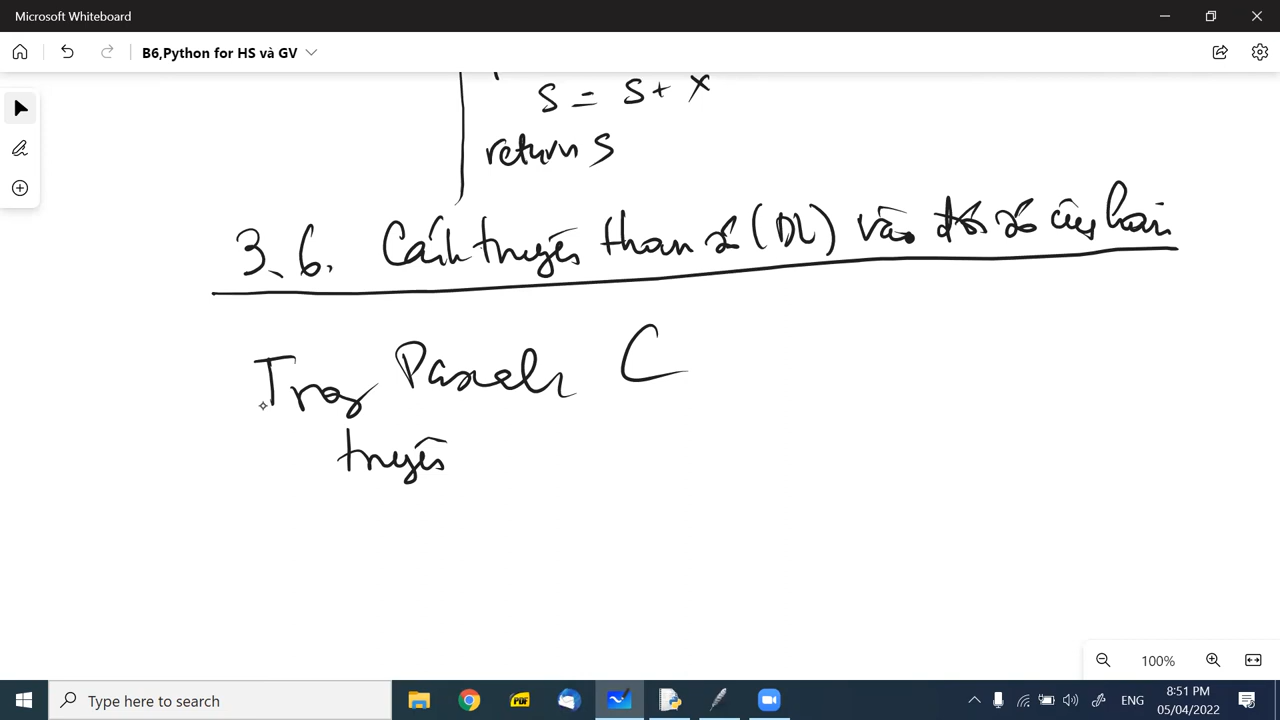 Microsoft Whiteboard
B6,Python for HS và GV
s = s + x
return s
3.6. Cách truyền tham số (DL) vào đối số của hàm
Trong Pascal, C
truyền
100%
Type here to search
PDF
ENG
8:51 PM
05/04/2022